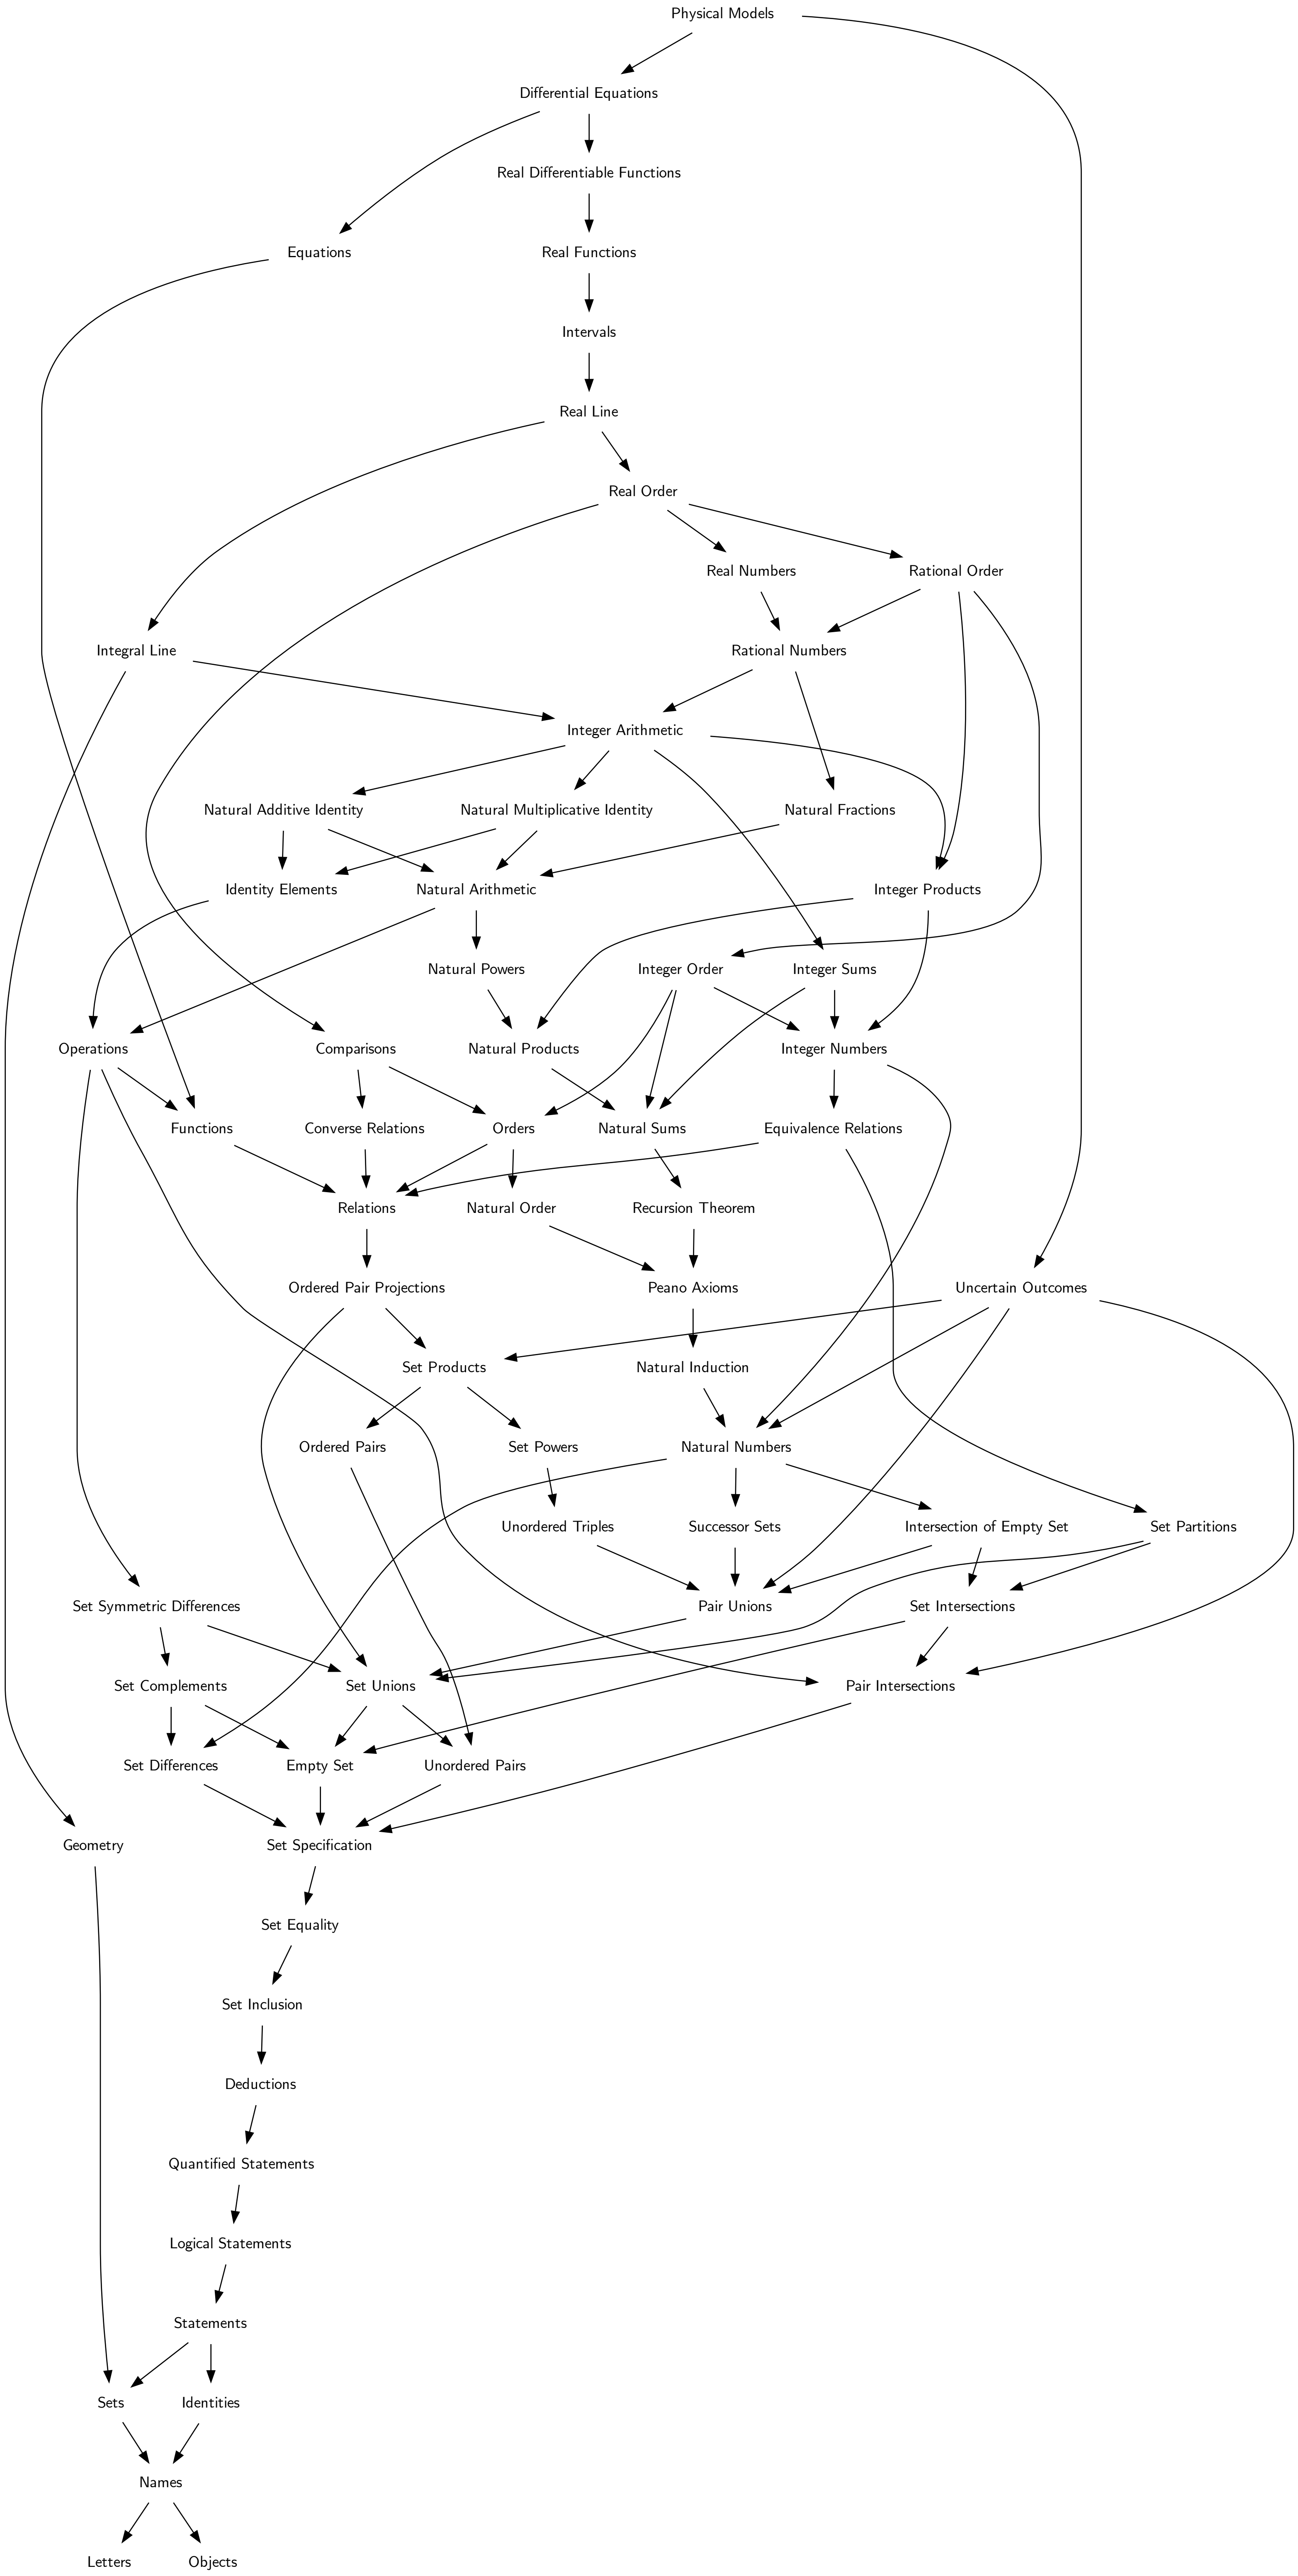 Physical Models
Differential Equations
Real Differentiable Functions
Equations
Real Functions
Intervals
Real Line
Real Order
Real Numbers
Rational Order
Integral Line
Rational Numbers
Integer Arithmetic
Natural Additive Identity
Natural Multiplicative Identity
Natural Fractions
Identity Elements
Natural Arithmetic
Integer Products
Natural Powers
Integer Order
Integer Sums
Operations
Comparisons
Natural Products
Integer Numbers
Functions
Converse Relations
Orders
Natural Sums
Equivalence Relations
Relations
Natural Order
Recursion Theorem
Ordered Pair Projections
Peano Axioms
Uncertain Outcomes
Set Products
Natural Induction
Ordered Pairs
Set Powers
Natural Numbers
Unordered Triples
Successor Sets
Intersection of Empty Set
Set Partitions
Set Symmetric Differences
Pair Unions
Set Intersections
Set Complements
Set Unions
Pair Intersections
Set Differences
Empty Set
Unordered Pairs
Geometry
Set Specification
Set Equality
Set Inclusion
Deductions
Quantified Statements
Logical Statements
Statements
Sets
Identities
Names
Letters
Objects